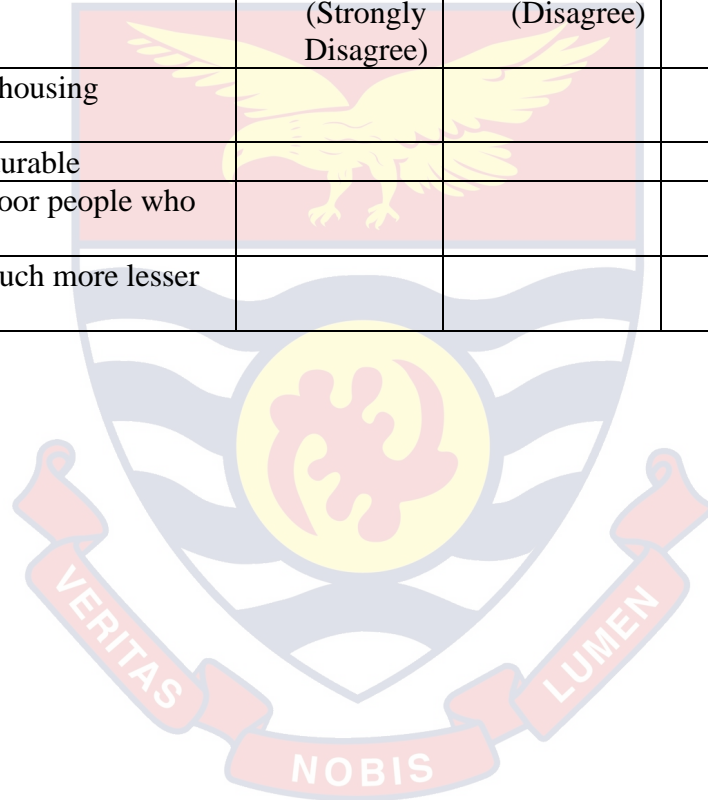 (Strongly
Disagree)
(Disagree)
housing
urable
oor people who
uch more lesser
VERITAS
NOBIS
LUMEN